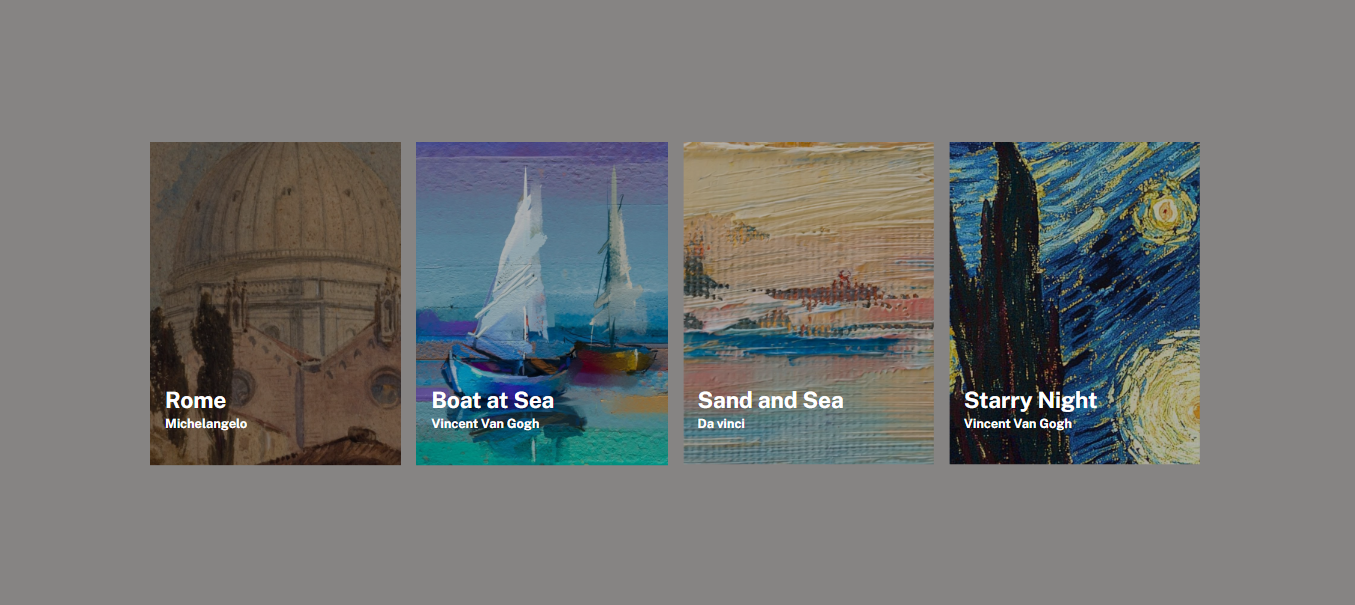 Rome
Michelangelo
Boat at Sea
Vincent Van Gogh
Sand and Sea
Da vinci
Starry Night
Vincent Van Gogh